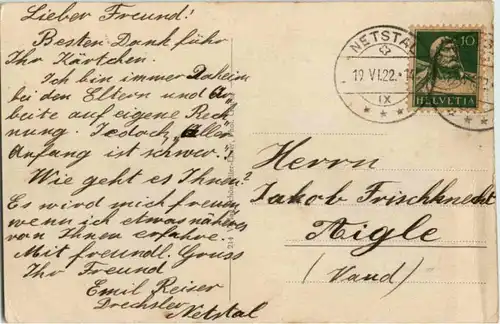 Lieber Freund!
Besten Dank führ
Ihr Kärtchen.
Ich bin immer Daheim
bei den Eltern und A,
beite auf eigene Rech
nung. Jedoch „Aller
Anfang ist schwer."
Wie geht es Ihnen?
Es wird mich freuen
wenn ich etwas näheres
von Ihnen erfahre.
Mit freundl. Gruss
Ihr Freund
Emil Reiser
Drechsler
Netstal
214
NETSTAL
19. VI. 22.
IX
10
HELVETIA
Herrn
Jakob Frischknecht
Aigle
(Vaud)